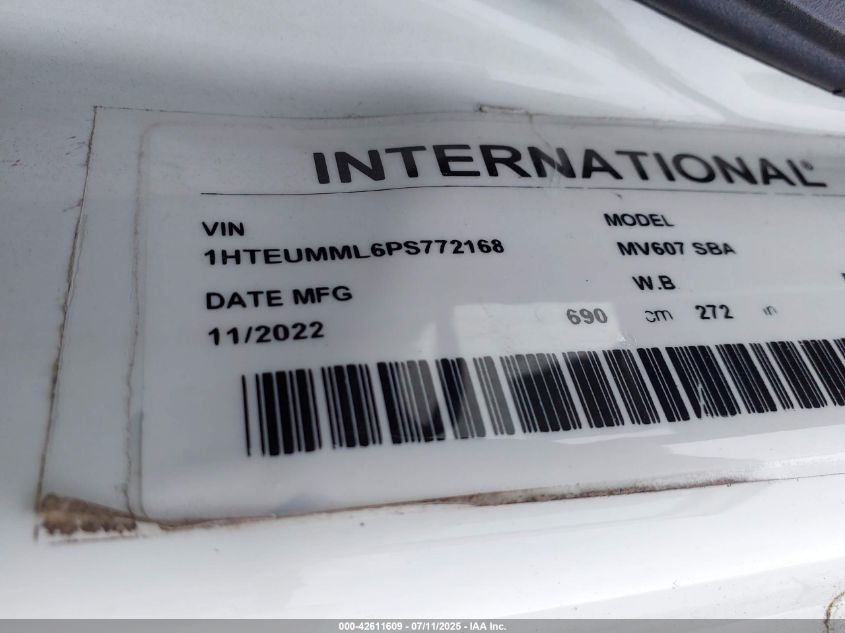 INTERNATIONAL®
VIN
1HTEUMML6PS772168
MODEL
MV607 SBA
DATE MFG
11/2022
W.B
690 cm 272 in
000-42611609 - 07/11/2025 - IAA Inc.